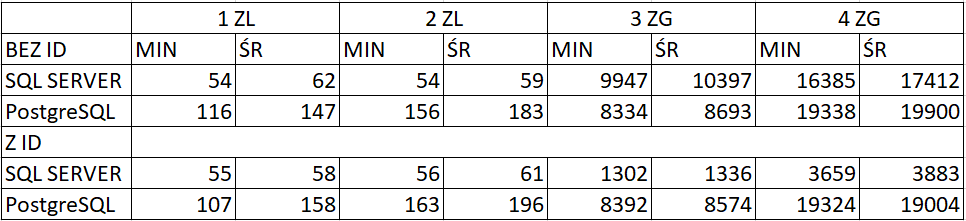 1 ZL 2 ZL 3 ZG 4 ZG
BEZ ID MIN ŚR MIN ŚR MIN ŚR MIN ŚR
SQL SERVER 54 62 54 59 9947 10397 16385 17412
PostgreSQL 116 147 156 183 8334 8693 19338 19900
Z ID
SQL SERVER 55 58 56 61 1302 1336 3659 3883
PostgreSQL 107 158 163 196 8392 8574 19324 19004